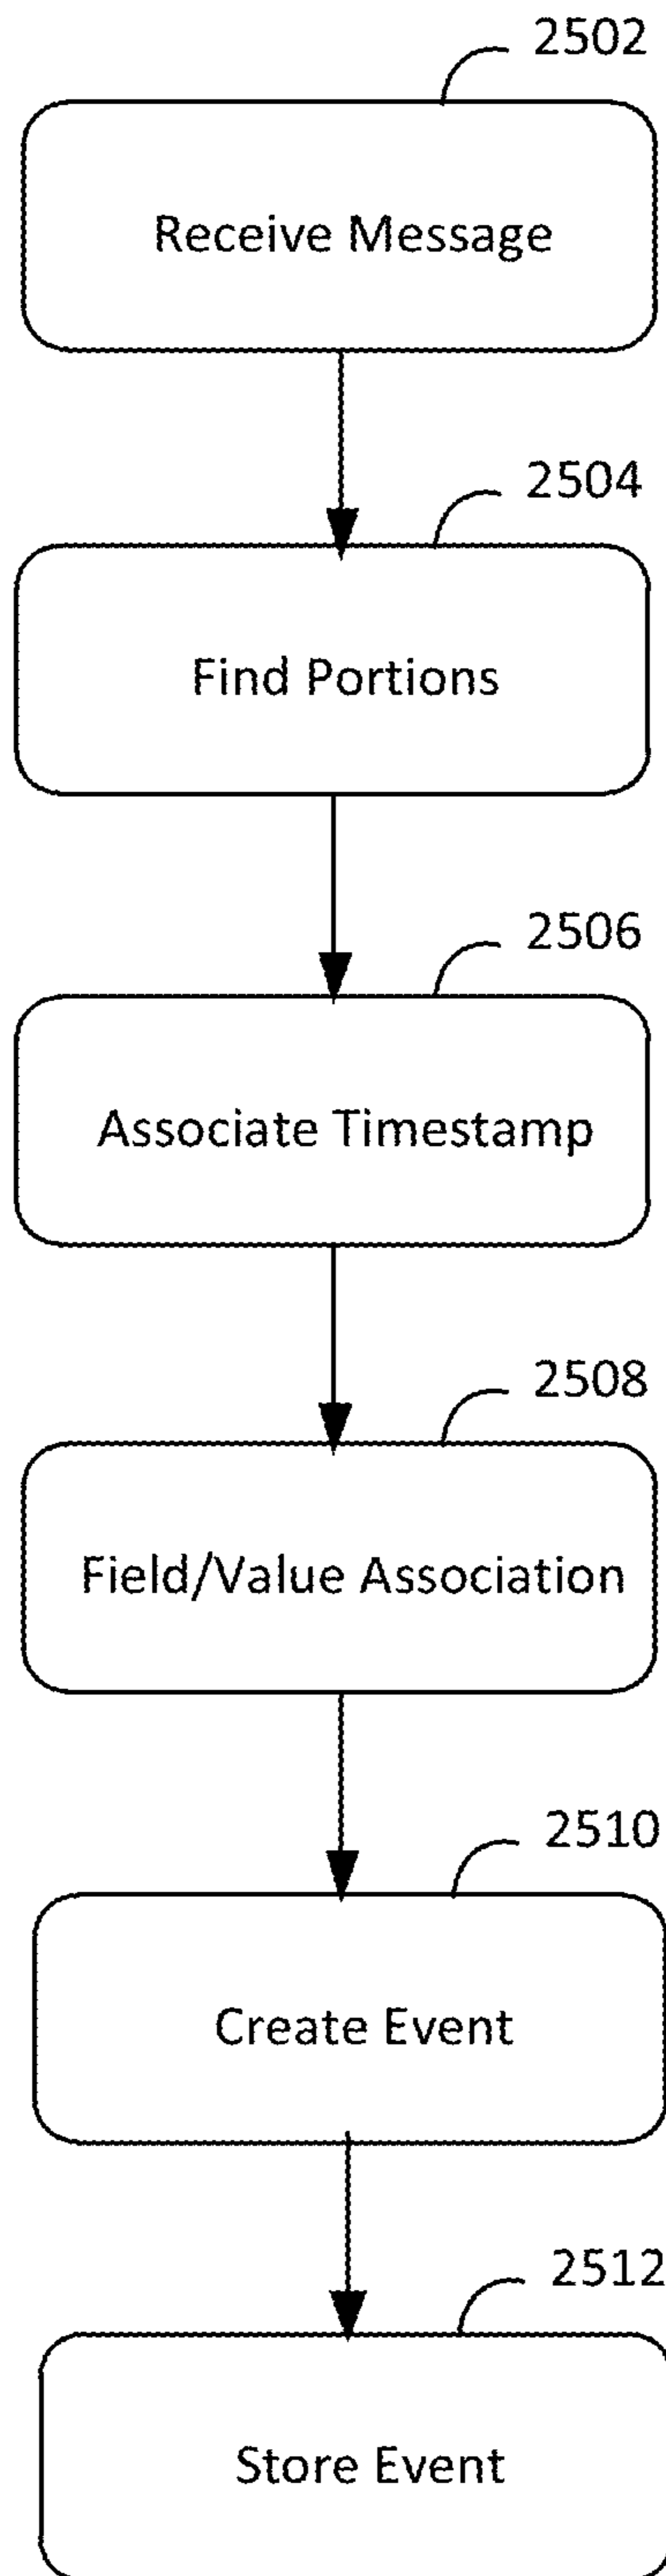 2502
Receive Message
2504
Find Portions
2506
Associate Timestamp
2508
Field/Value Association
2510
Create Event
2512
Store Event